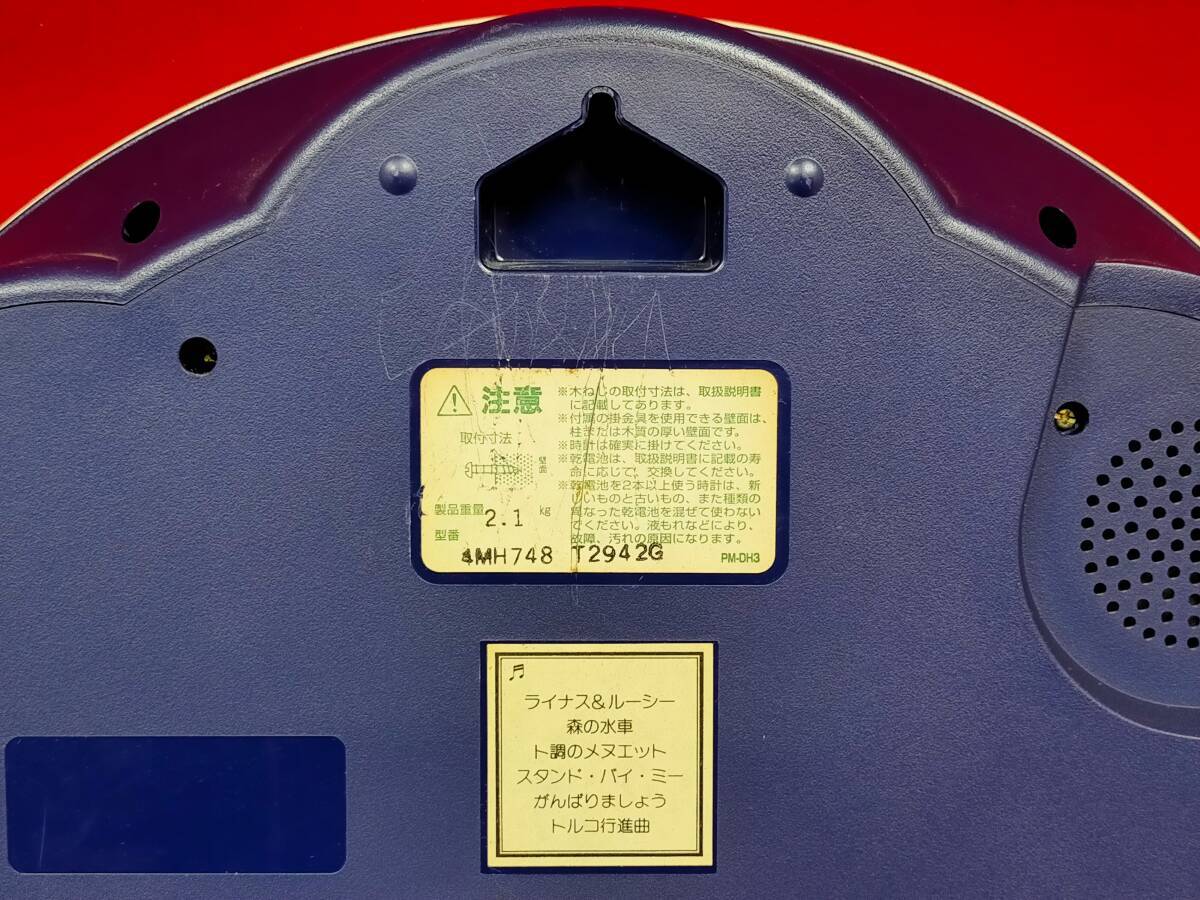 注意
取付寸法
壁面
製品重量 2.1 kg
型番
4MH748 T2942G
※木ねじの取付寸法は、取扱説明書
に記載してあります。
※付属の掛金具を使用できる壁面は、
柱または木質の厚い壁面です。
※時計は確実に掛けてください。
※乾電池は、取扱説明書に記載の寿
命に応じて、交換してください。
※乾電池を2本以上使う時計は、新
しいものと古いもの、また種類の
異なった乾電池を混ぜて使わない
でください。液もれなどにより、
故障、汚れの原因になります。
PM-DH3
ライナス&ルーシー
森の水車
ト調のメヌエット
スタンド・バイ・ミー
がんばりましょう
トルコ行進曲